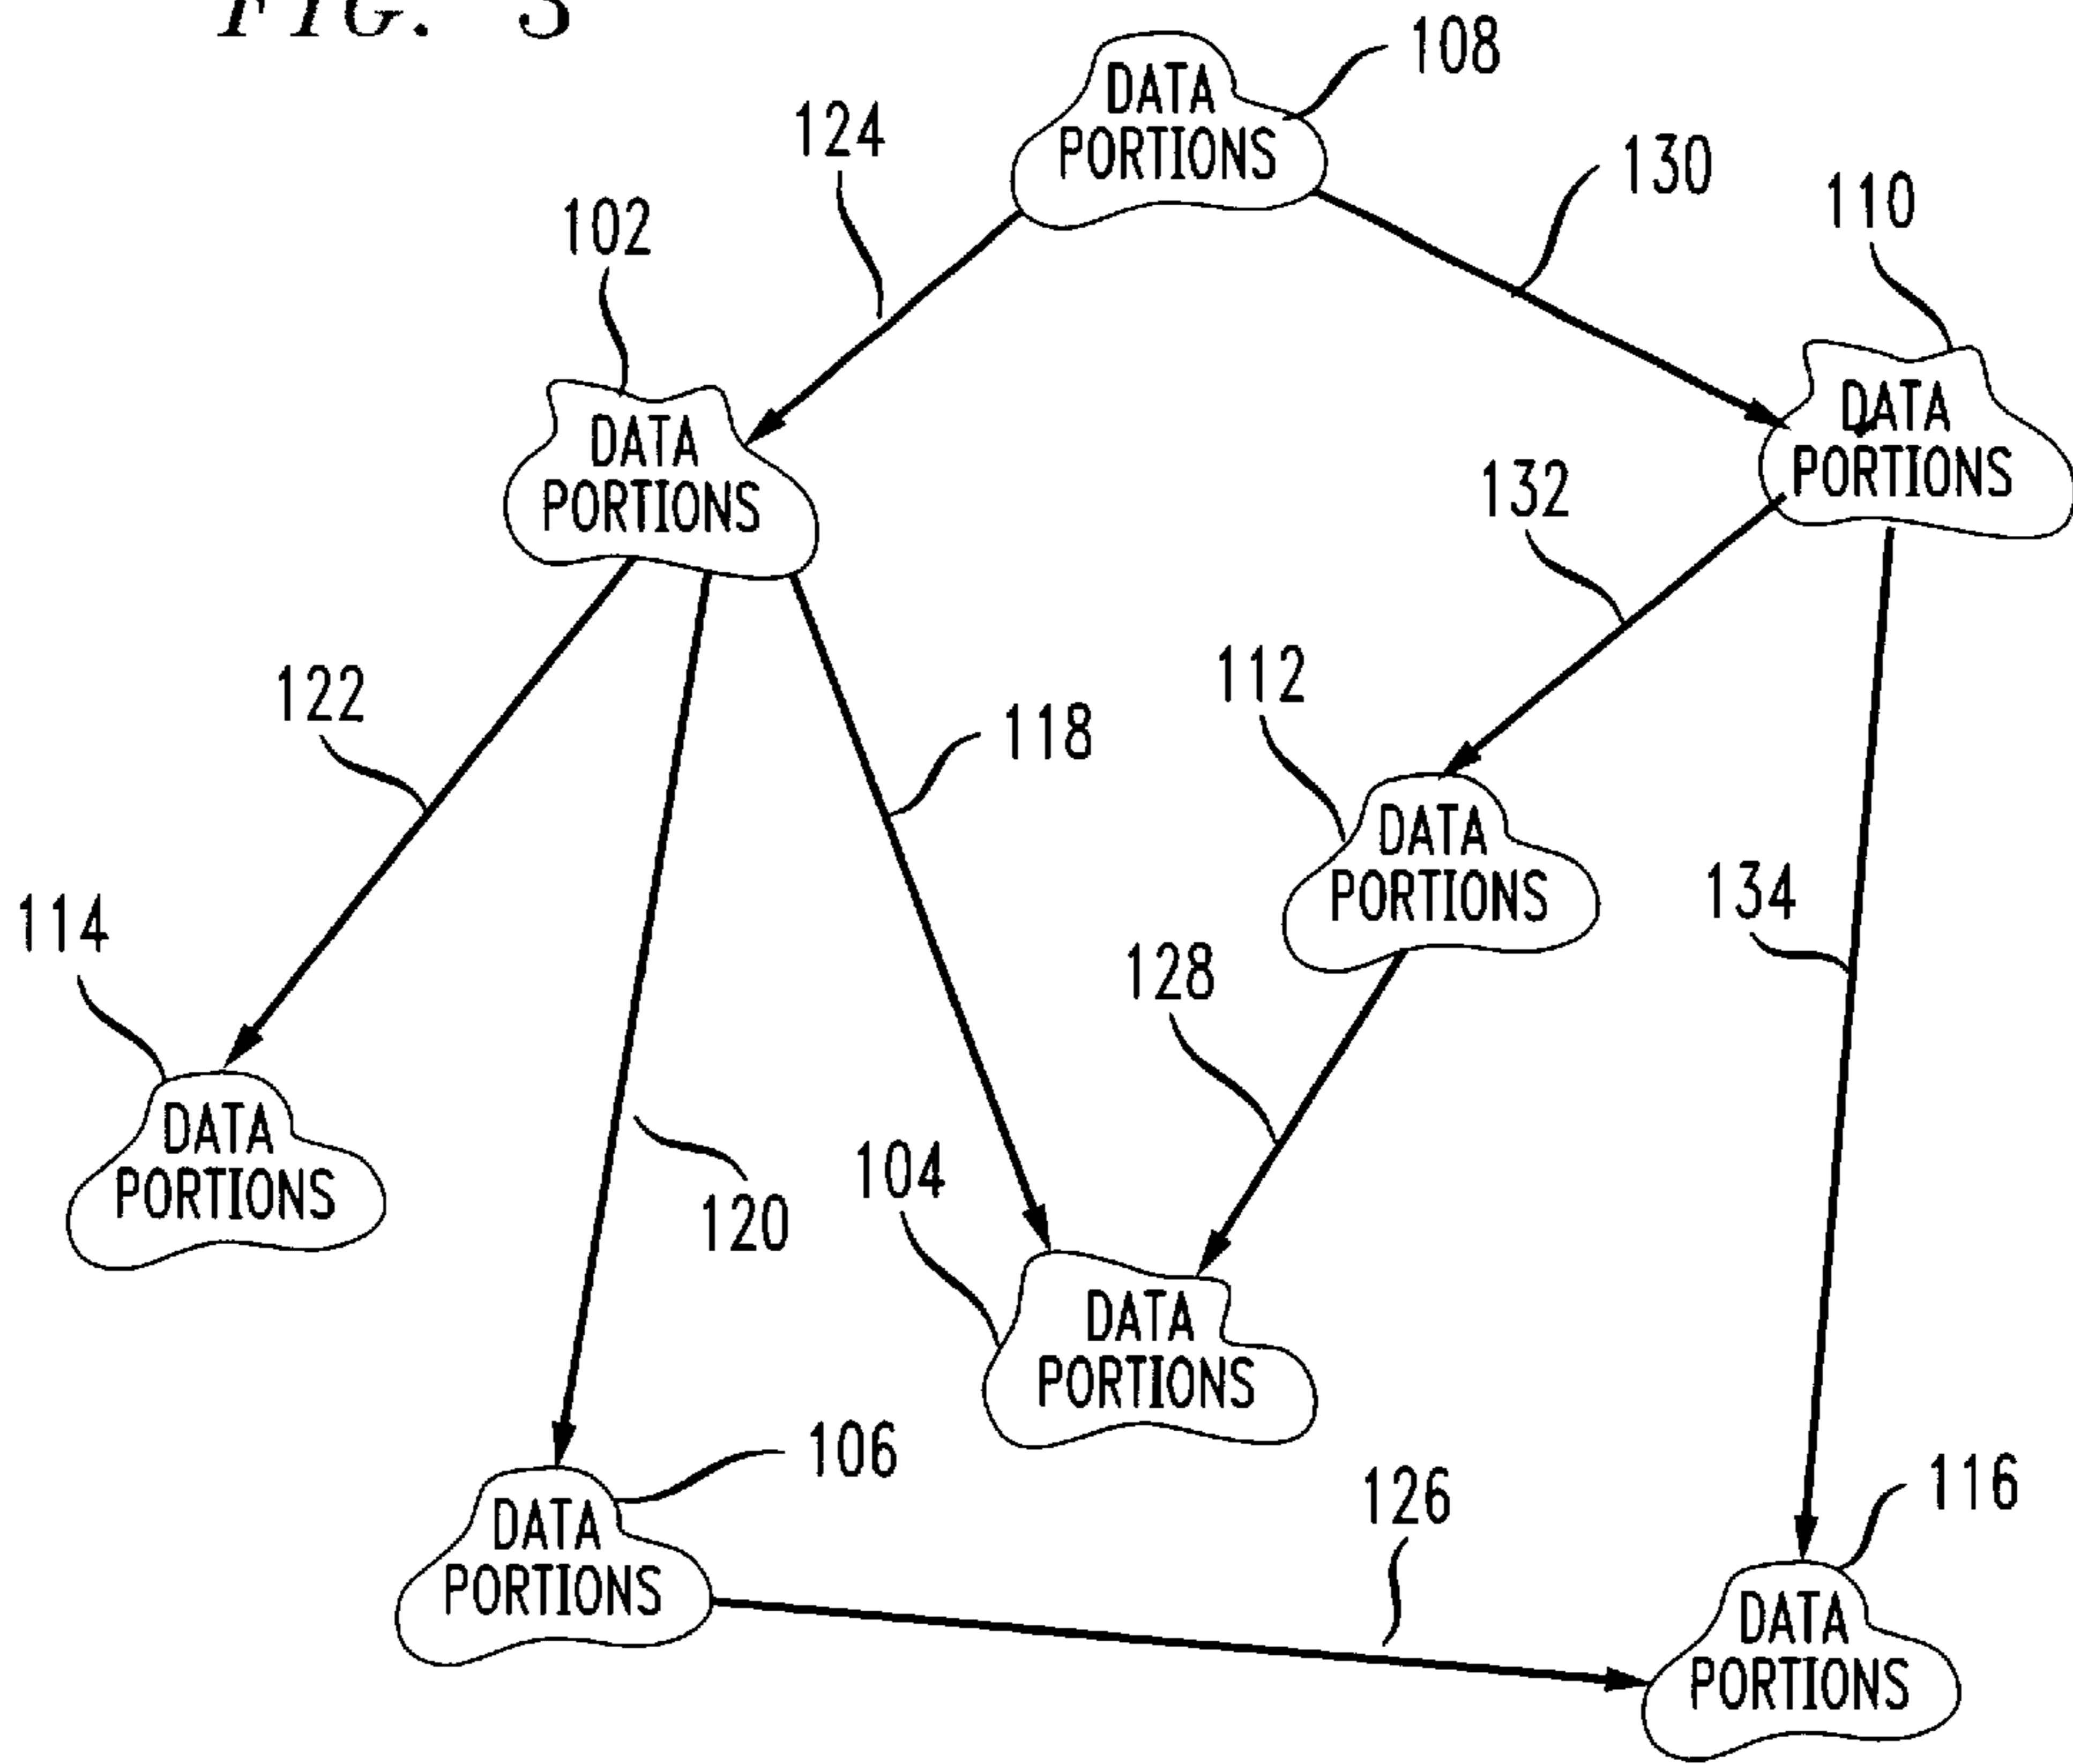 FIG. 3
108
DATA
PORTIONS
124
130
102
110
DATA
PORTIONS
DATA
PORTIONS
132
122
118
112
DATA
PORTIONS
134
114
128
DATA
PORTIONS
120
104
DATA
PORTIONS
106
126
116
DATA
PORTIONS
DATA
PORTIONS